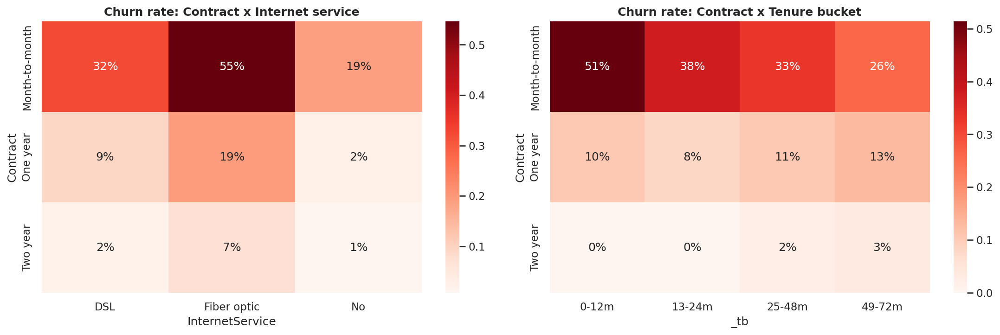 Churn rate: Contract x Internet service
Contract
Month-to-month
One year
Two year
32% 55% 19%
9% 19% 2%
2% 7% 1%
DSL Fiber optic No
InternetService
0.5
0.4
0.3
0.2
0.1
Churn rate: Contract x Tenure bucket
Contract
Month-to-month
One year
Two year
51% 38% 33% 26%
10% 8% 11% 13%
0% 0% 2% 3%
0-12m 13-24m 25-48m 49-72m
_tb
0.5
0.4
0.3
0.2
0.1
0.0